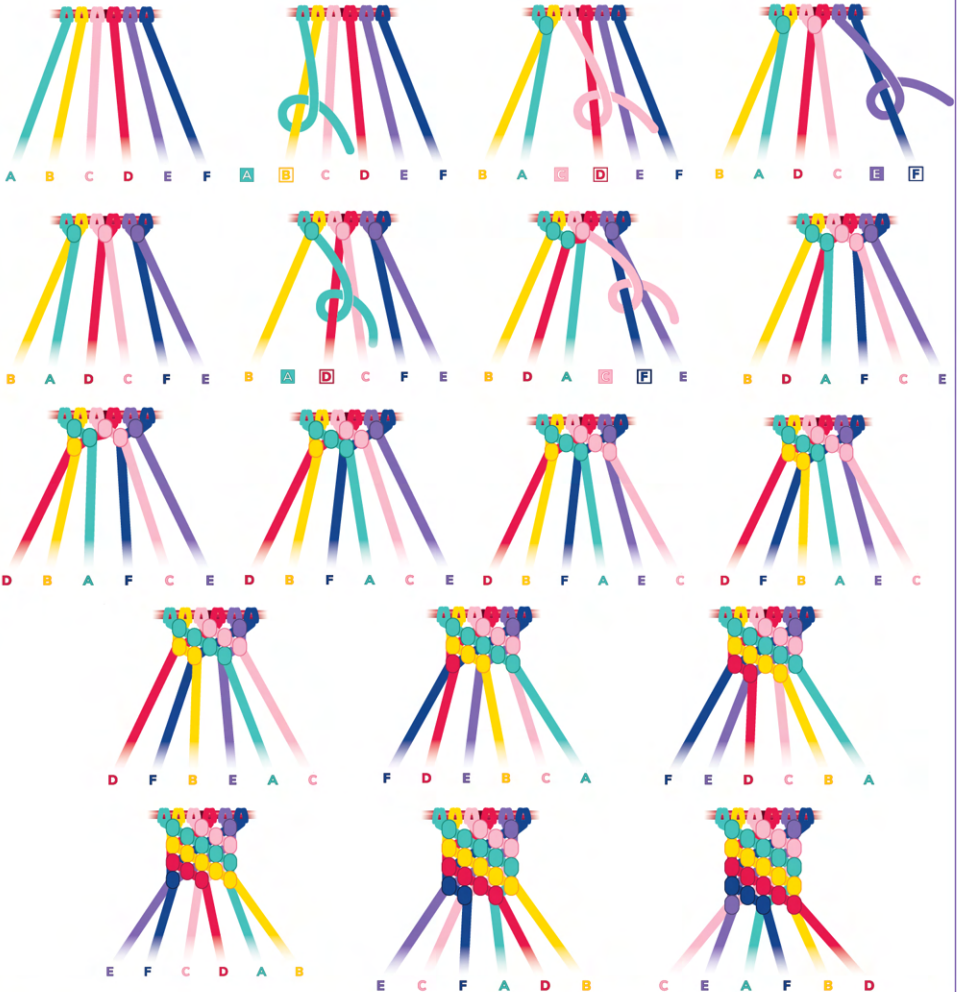 A B C D E F
A B C D E F
B A C D E F
B A D C E F
B A D C F E
B A D C F E
B D A C F E
B D A F C E
D B A F C E
D B F A C E
D B F A E C
D F B A E C
D F B E A C
F D E B C A
F E D C B A
E F C D A B
E C F A D B
C E A F B D